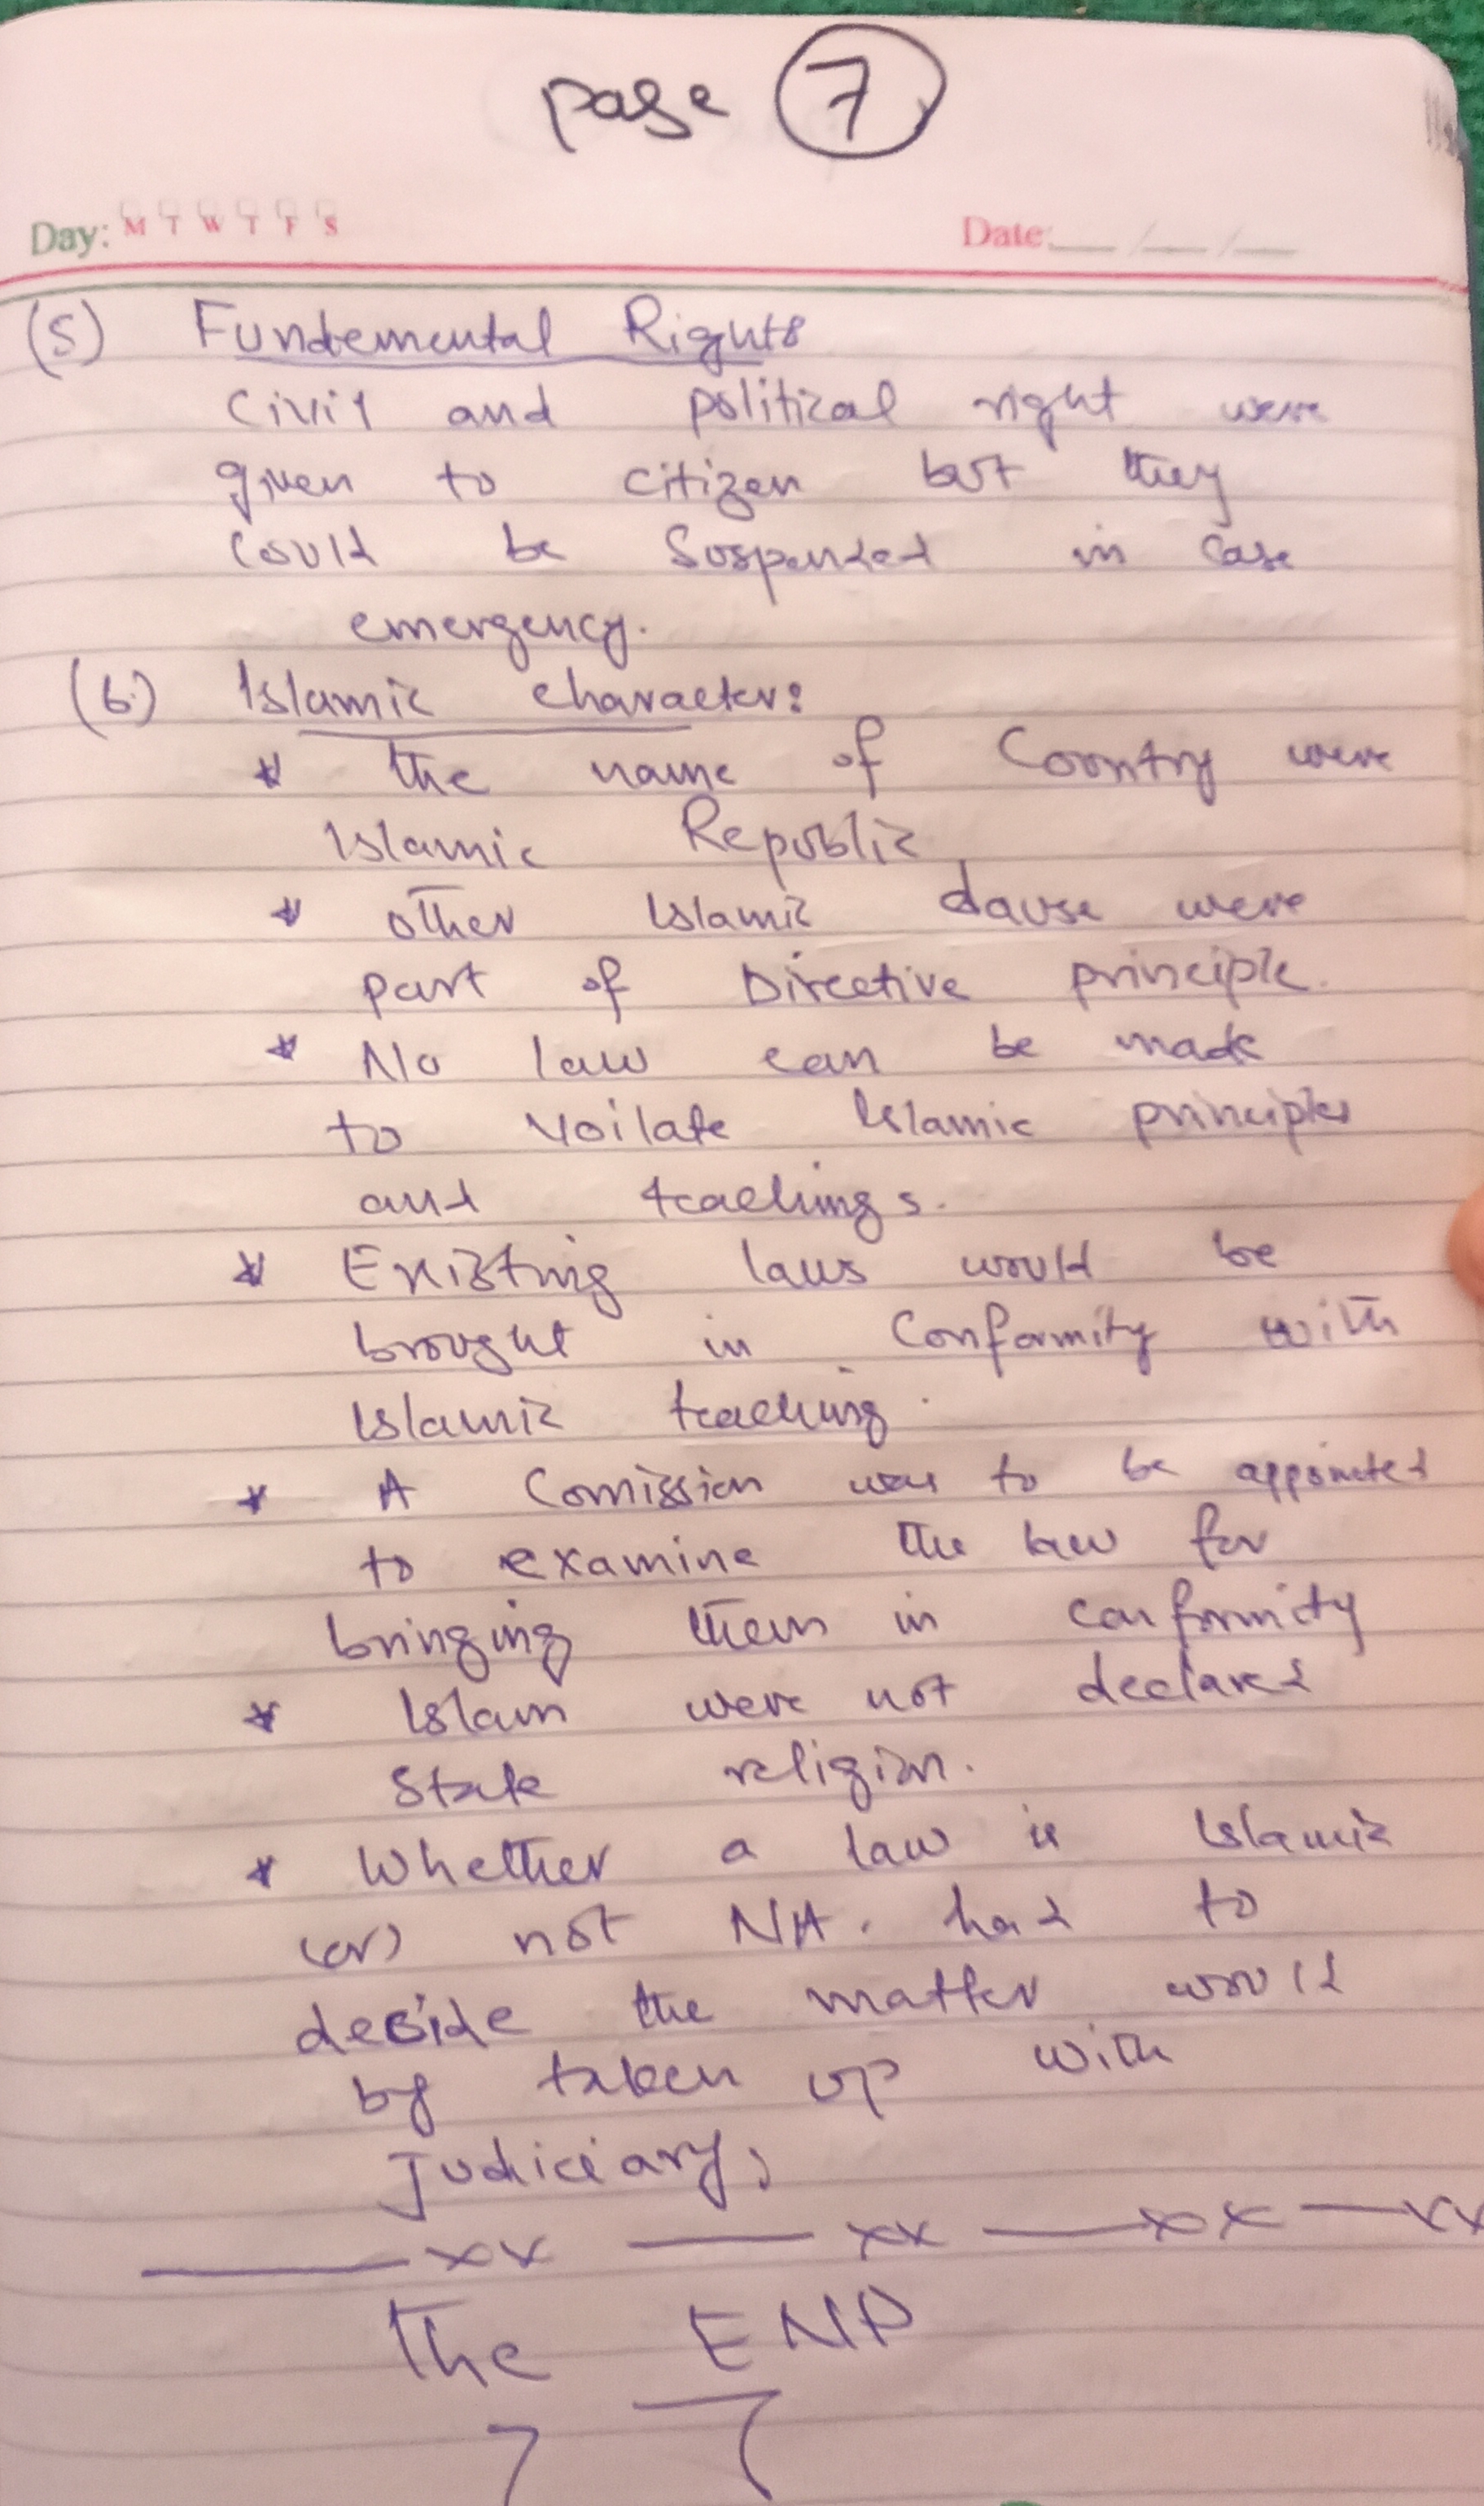 page 7
Day: M T W T F S Date: __/__/__
(5) Fundemental Rights
Civil and political right were
given to citizen but they
could be Suspended in case
emergency.
(6) Islamic character:
* the name of Country were
Islamic Republic
* other Islamic clause were
part of Directive principle.
* No law can be made
to voilate Islamic principles
and teachings.
* Existing laws would be
brought in Conformity with
Islamic teaching.
* A Comission was to be appointed
to examine the law for
bringing them in conformity
* Islam were not declared
State religion.
* Whether a law is Islamic
(or) not NA. had to
decide the matter would
by taken up with
Judiciary,
—xx—xx—xx—xx
The END